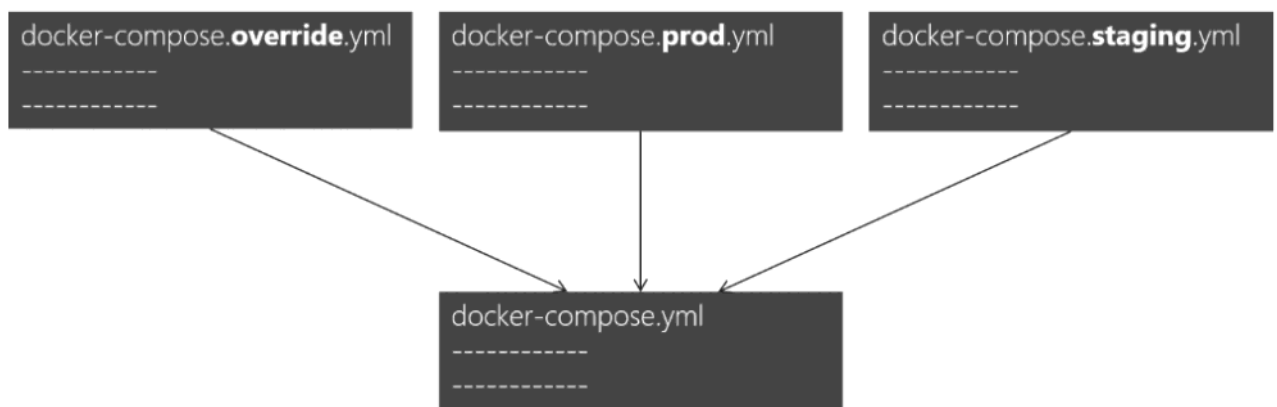 docker-compose.override.yml
------------
------------
docker-compose.prod.yml
------------
------------
docker-compose.staging.yml
------------
------------
docker-compose.yml
------------
------------